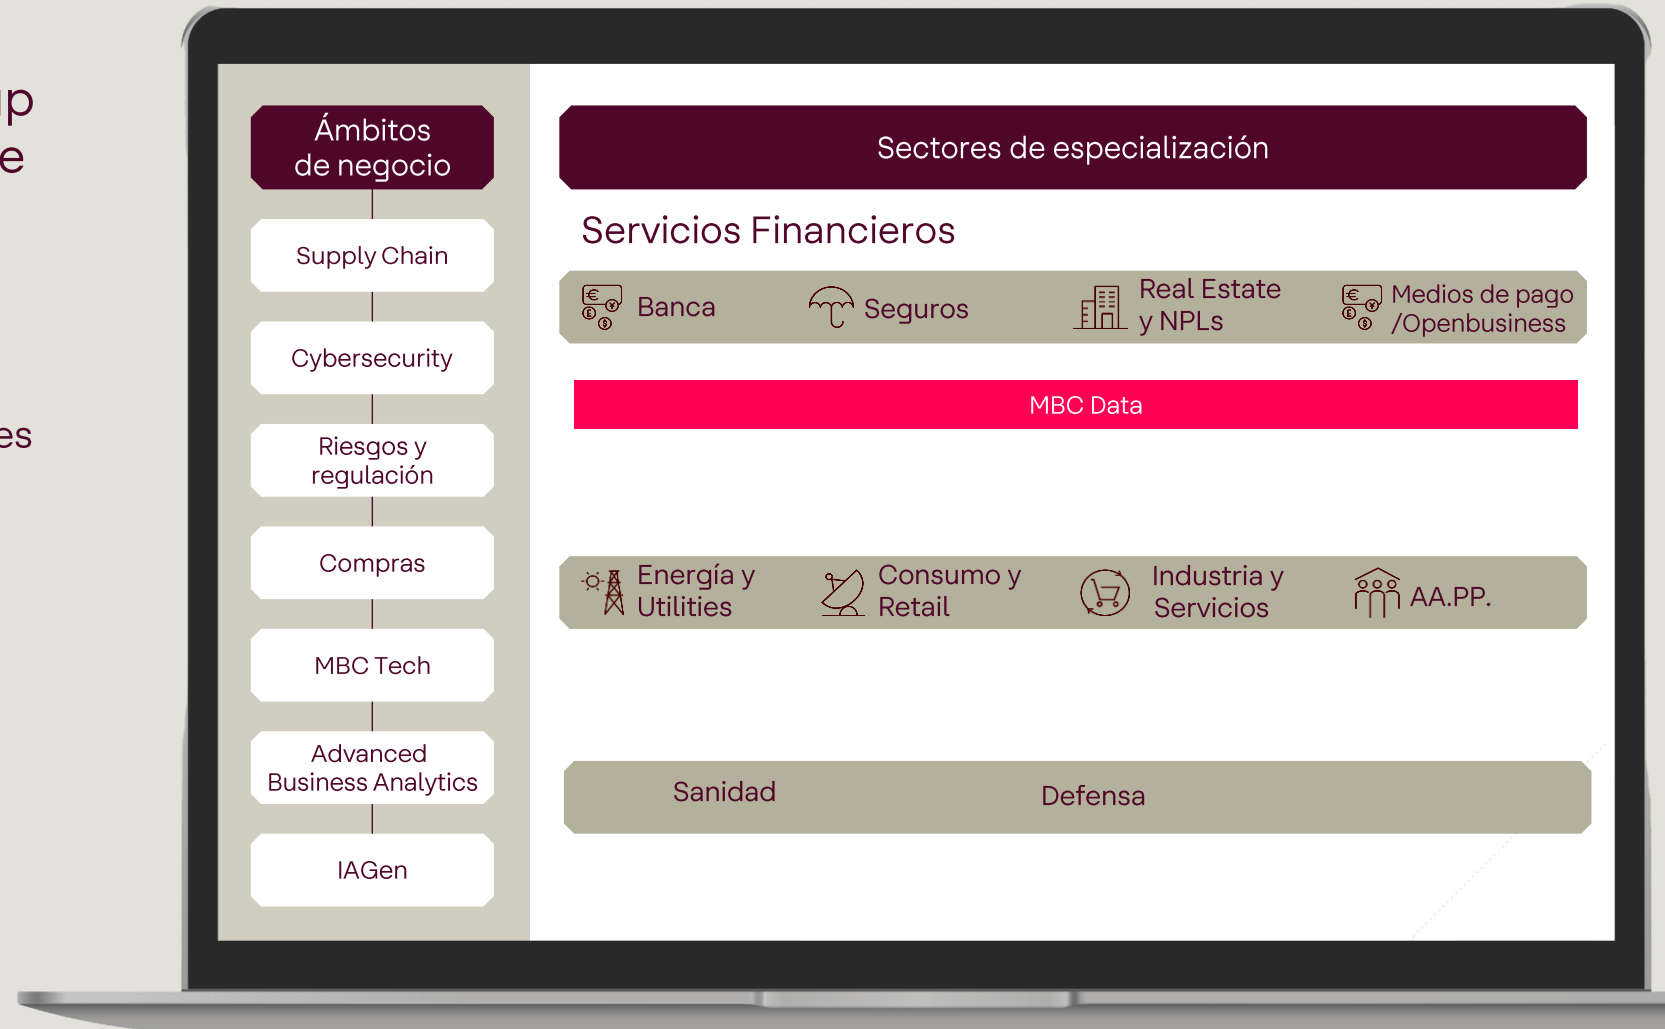 up
e
es
Ámbitos
de negocio
Supply Chain
Cybersecurity
Riesgos y
regulación
Compras
MBC Tech
Advanced
Business Analytics
IAGen
Sectores de especialización
Servicios Financieros
Banca
Seguros
Real Estate
y NPLs
Medios de pago
/Openbusiness
MBC Data
Energía y
Utilities
Consumo y
Retail
Industria y
Servicios
AA.PP.
Sanidad
Defensa